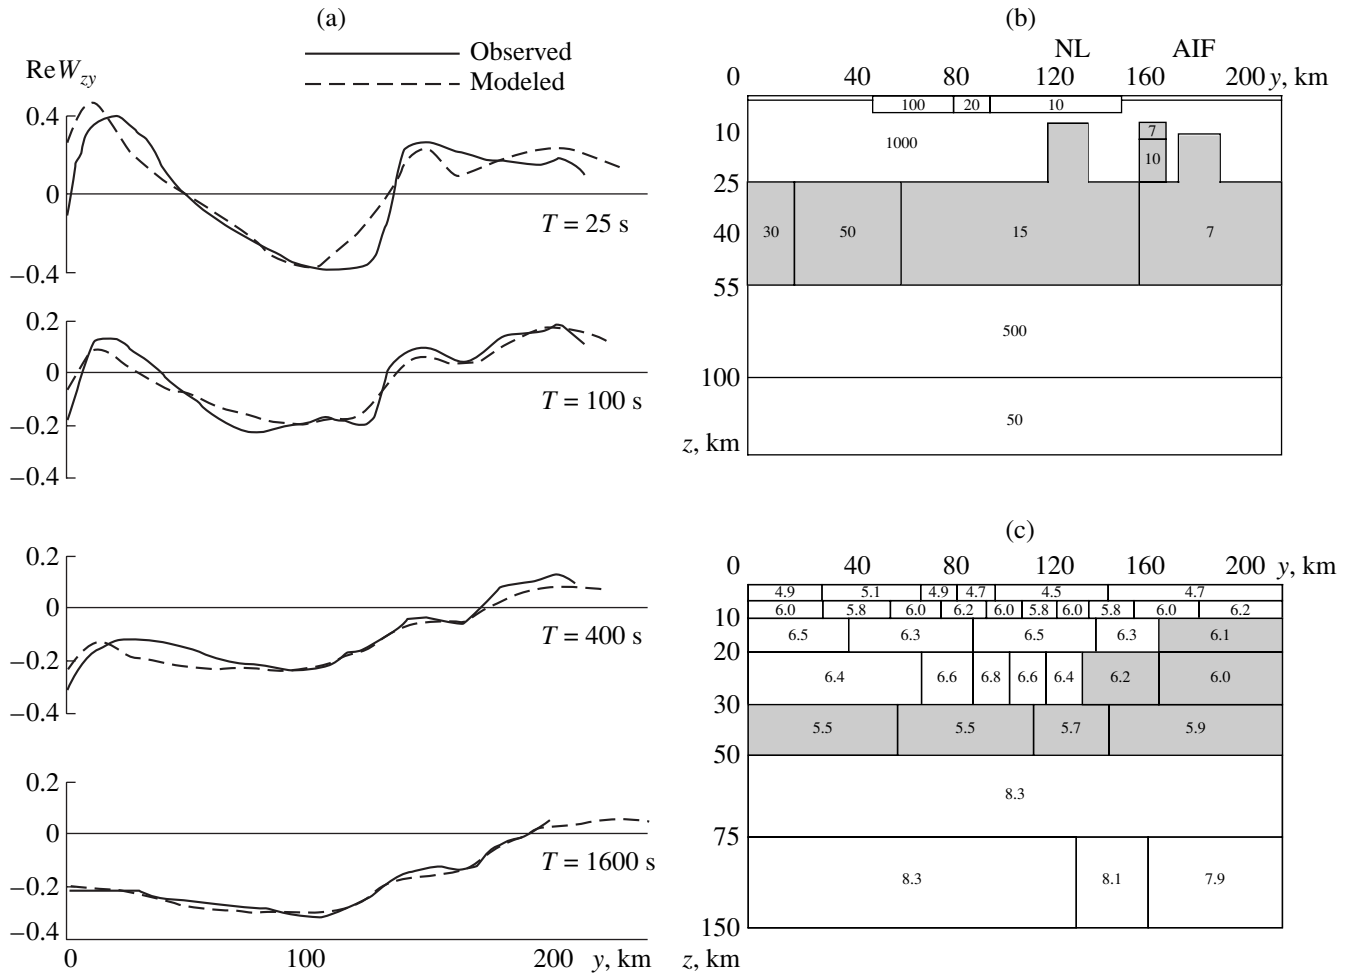 (a)
Observed
Modeled
ReW_zy
0.4
0
−0.4
T = 25 s
0.2
0
−0.2
−0.4
T = 100 s
0.2
0
−0.2
−0.4
T = 400 s
0.2
0
−0.2
−0.4
T = 1600 s
0 100 200 y, km
(b)
NL AIF
0 40 80 120 160 200 y, km
100 20 10
10
1000
7
10
25
40
30 50 15 7
55
500
100
50
z, km
(c)
0 40 80 120 160 200 y, km
4.9 5.1 4.9 4.7 4.5 4.7
6.0 5.8 6.0 6.2 6.0 5.8 6.0 5.8 6.0 6.2
10
6.5 6.3 6.5 6.3 6.1
20
6.4 6.6 6.8 6.6 6.4 6.2 6.0
30
5.5 5.5 5.7 5.9
50
8.3
75
8.3 8.1 7.9
150
z, km